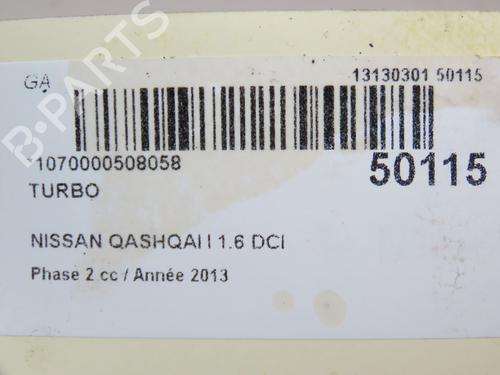 GA
13130301 50115
*1070000508058
50115
TURBO
NISSAN QASHQAI I 1.6 DCI
Phase 2 cc / Année 2013
B-PARTS